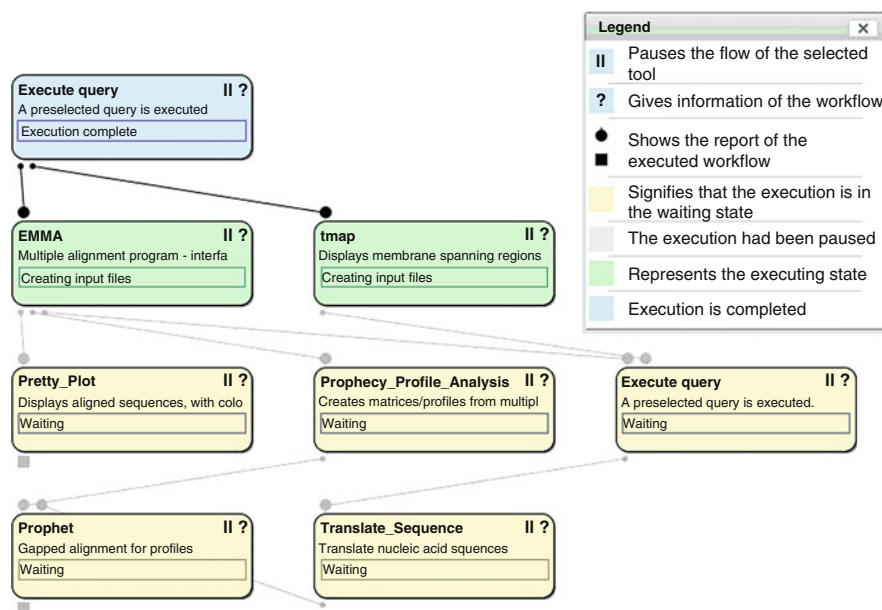 Legend
II Pauses the flow of the selected
tool
? Gives information of the workflow
Shows the report of the
executed workflow
Signifies that the execution is in
the waiting state
The execution had been paused
Represents the executing state
Execution is completed
Execute query II ?
A preselected query is executed
Execution complete
EMMA II ?
Multiple alignment program - interfa
Creating input files
tmap II ?
Displays membrane spanning regions
Creating input files
Pretty_Plot II ?
Displays aligned sequences, with colo
Waiting
Prophecy_Profile_Analysis II ?
Creates matrices/profiles from multipl
Waiting
Execute query II ?
A preselected query is executed.
Waiting
Prophet II ?
Gapped alignment for profiles
Waiting
Translate_Sequence II ?
Translate nucleic acid squences
Waiting